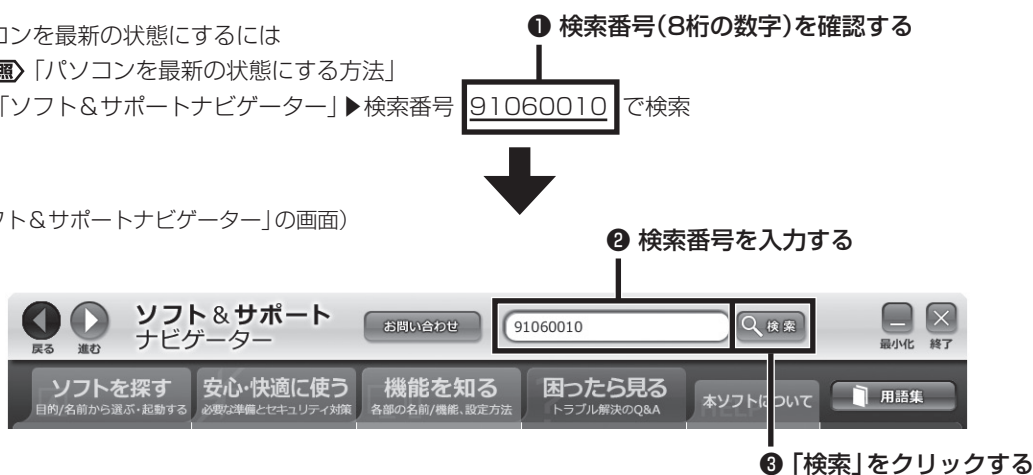 ❶ 検索番号(8桁の数字)を確認する
コンを最新の状態にするには
「パソコンを最新の状態にする方法」
「ソフト&サポートナビゲーター」▶検索番号 91060010 で検索
フト&サポートナビゲーター」の画面)
❷ 検索番号を入力する
戻る
進む
ソフト&サポート
ナビゲーター
お問い合わせ
91060010
検索
最小化
終了
ソフトを探す
目的/名前から選ぶ・起動する
安心・快適に使う
必要な準備とセキュリティ対策
機能を知る
各部の名前/機能、設定方法
困ったら見る
トラブル解決のQ&A
本ソフトについて
用語集
❸「検索」をクリックする